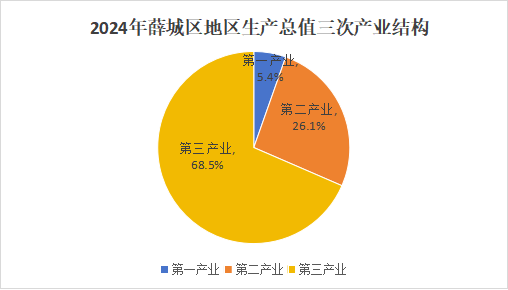 2024年薛城区地区生产总值三次产业结构
第一产业,
5.4%
第二产业,
26.1%
第三产业,
68.5%
第一产业 第二产业 第三产业